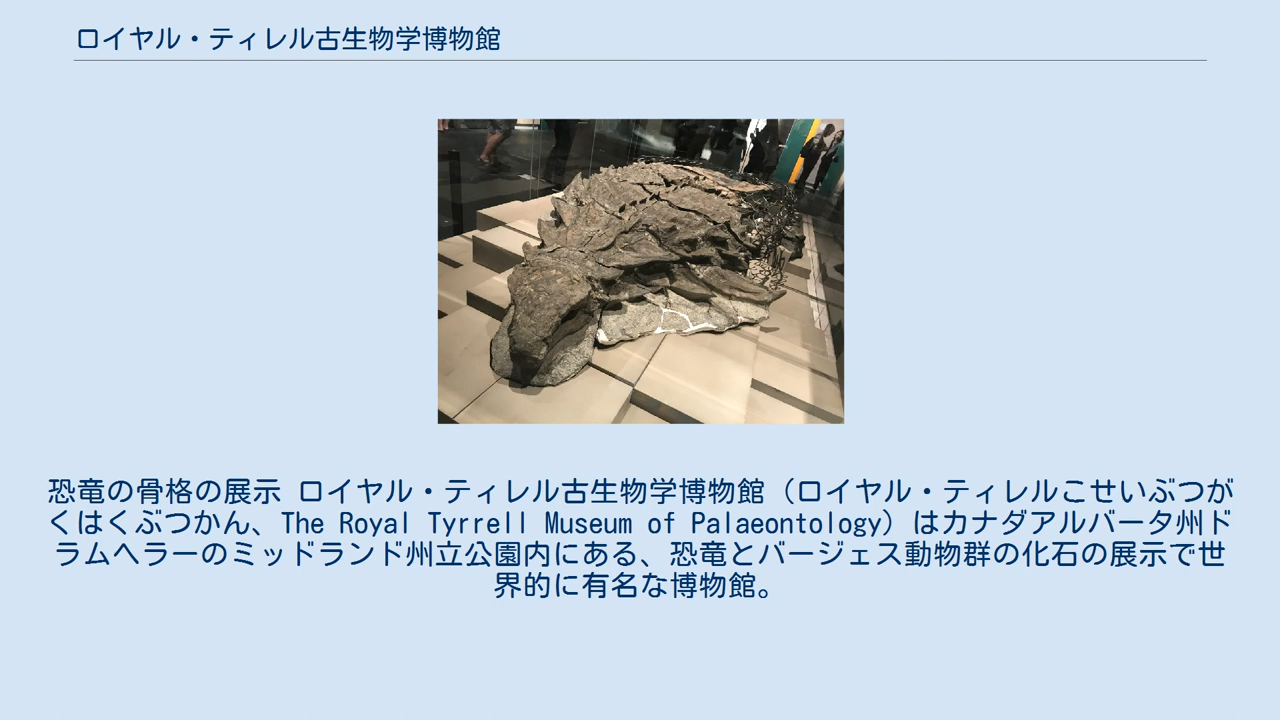 ロイヤル・ティレル古生物学博物館
恐竜の骨格の展示 ロイヤル・ティレル古生物学博物館（ロイヤル・ティレルこせいぶつが
くはくぶつかん、The Royal Tyrrell Museum of Palaeontology）はカナダアルバータ州ド
ラムヘラーのミッドランド州立公園内にある、恐竜とバージェス動物群の化石の展示で世
界的に有名な博物館。